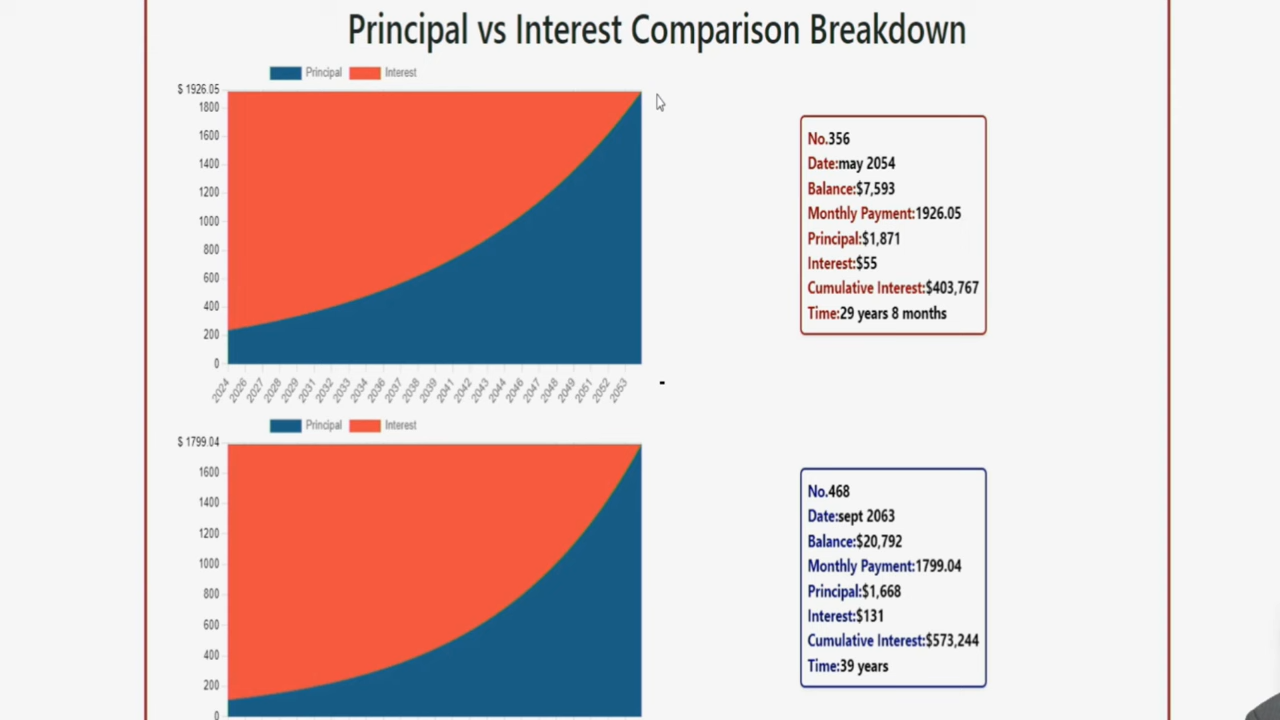 Principal vs Interest Comparison Breakdown
Principal Interest
$ 1926.05
1800
1600
1400
1200
1000
800
600
400
200
0
2024 2026 2027 2028 2029 2031 2032 2033 2034 2036 2037 2038 2039 2041 2042 2043 2044 2046 2047 2048 2049 2051 2052 2053
No.356
Date:may 2054
Balance:$7,593
Monthly Payment:1926.05
Principal:$1,871
Interest:$55
Cumulative Interest:$403,767
Time:29 years 8 months
Principal Interest
$ 1799.04
1600
1400
1200
1000
800
600
400
200
0
No.468
Date:sept 2063
Balance:$20,792
Monthly Payment:1799.04
Principal:$1,668
Interest:$131
Cumulative Interest:$573,244
Time:39 years